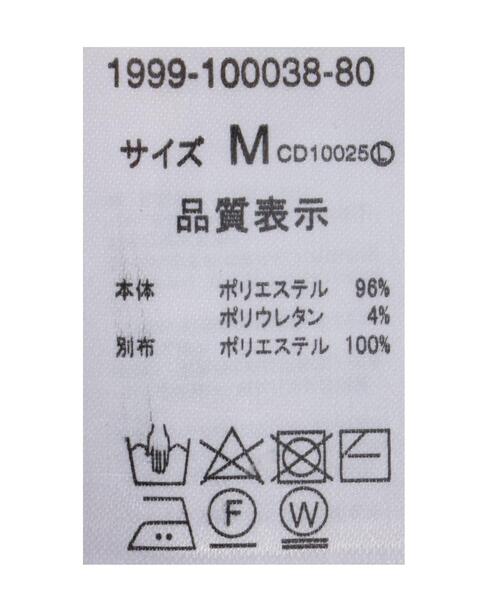 1999-100038-80
サイズ M CD10025Ⓛ
品質表示
本体 ポリエステル 96%
ポリウレタン 4%
別布 ポリエステル 100%
F W